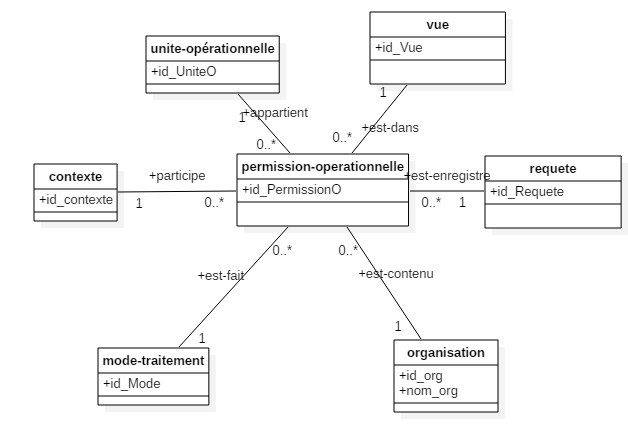 vue
+id_Vue
unite-opérationnelle
+id_UniteO
1
1
+appartient
+est-dans
0..*
0..*
permission-operationnelle
+id_PermissionO
contexte
+id_contexte
+participe
1
0..*
+est-enregistre
0..*
1
requete
+id_Requete
0..*
0..*
+est-fait
+est-contenu
1
1
mode-traitement
+id_Mode
organisation
+id_org
+nom_org